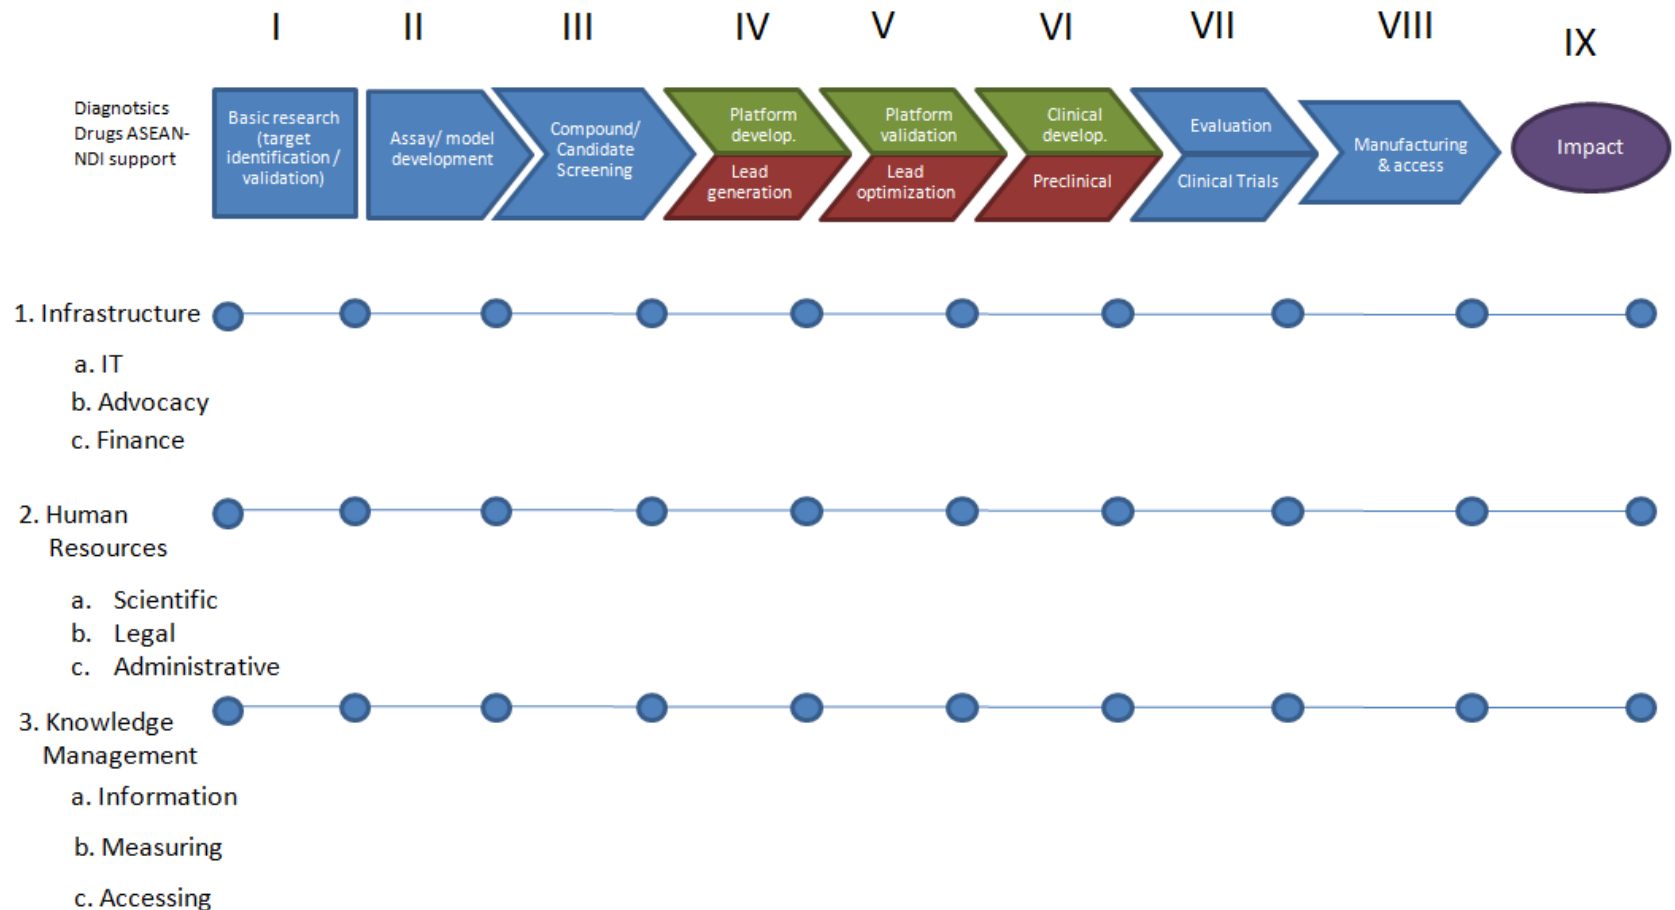 I II III IV V VI VII VIII IX
Diagnotsics
Drugs ASEAN-
NDI support
Basic research
(target
identification /
validation)
Assay/ model
development
Compound/
Candidate
Screening
Platform
develop.
Lead
generation
Platform
validation
Lead
optimization
Clinical
develop.
Preclinical
Evaluation
Clinical Trials
Manufacturing
& access
Impact
1. Infrastructure
a. IT
b. Advocacy
c. Finance
2. Human
Resources
a. Scientific
b. Legal
c. Administrative
3. Knowledge
Management
a. Information
b. Measuring
c. Accessing